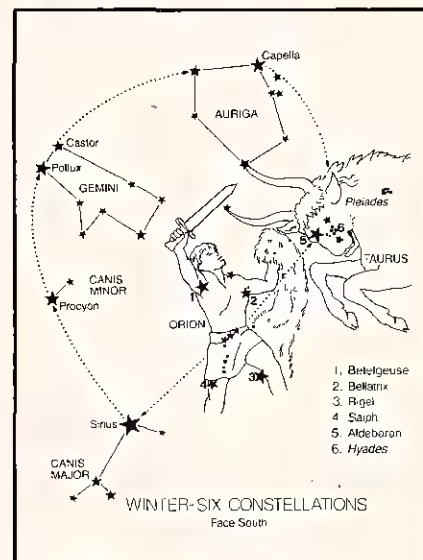 Capella
AURIGA
Castor
Pollux
GEMINI
Pleiades
6
5
TAURUS
CANIS
MINOR
1
2
Procyon
ORION
4
3
1, Betelgeuse
2. Bellatrix
3. Rigel
4 Saiph
5. Aldebaran
6. Hyades
Sirius
CANIS
MAJOR
WINTER-SIX CONSTELLATIONS
Face South